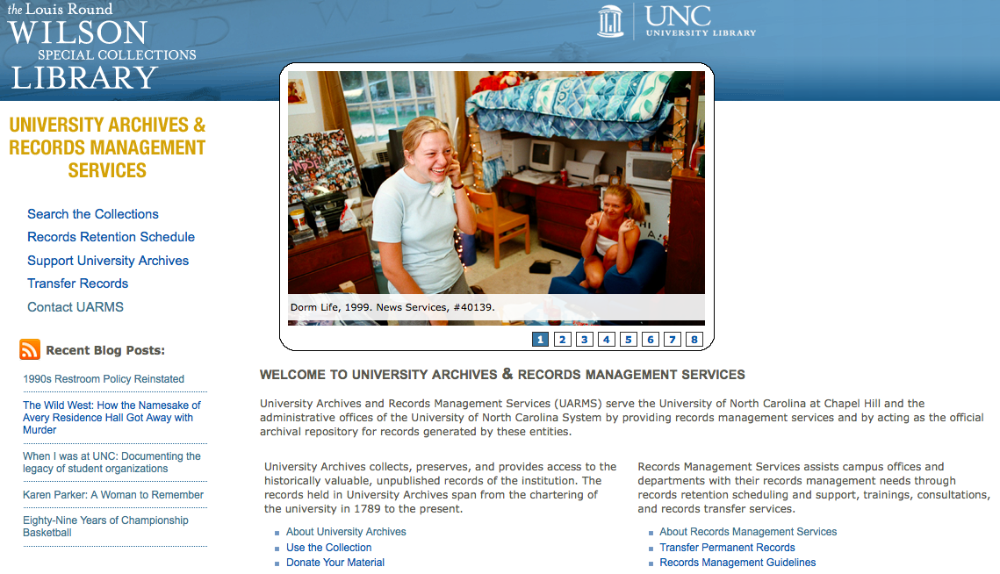 the Louis Round
WILSON
SPECIAL COLLECTIONS
LIBRARY
UNC
UNIVERSITY LIBRARY
UNIVERSITY ARCHIVES &
RECORDS MANAGEMENT
SERVICES
Search the Collections
Records Retention Schedule
Support University Archives
Transfer Records
Contact UARMS
Recent Blog Posts:
1990s Restroom Policy Reinstated
The Wild West: How the Namesake of
Avery Residence Hall Got Away with
Murder
When I was at UNC: Documenting the
legacy of student organizations
Karen Parker: A Woman to Remember
Eighty-Nine Years of Championship
Basketball
Dorm Life, 1999. News Services, #40139.
1 2 3 4 5 6 7 8
WELCOME TO UNIVERSITY ARCHIVES & RECORDS MANAGEMENT SERVICES
University Archives and Records Management Services (UARMS) serve the University of North Carolina at Chapel Hill and the
administrative offices of the University of North Carolina System by providing records management services and by acting as the official
archival repository for records generated by these entities.
University Archives collects, preserves, and provides access to the
historically valuable, unpublished records of the institution. The
records held in University Archives span from the chartering of
the university in 1789 to the present.
About University Archives
Use the Collection
Donate Your Material
Records Management Services assists campus offices and
departments with their records management needs through
records retention scheduling and support, trainings, consultations,
and records transfer services.
About Records Management Services
Transfer Permanent Records
Records Management Guidelines